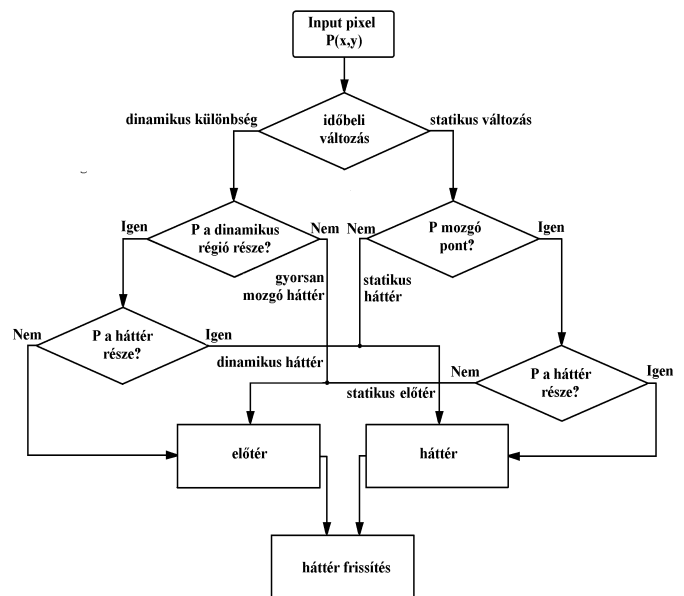 Input pixel
P(x,y)
dinamikus különbség
időbeli
változás
statikus változás
Igen
P a dinamikus
régió része?
Nem
Nem
P mozgó
pont?
Igen
gyorsan
mozgó háttér
statikus
háttér
Nem
P a háttér
része?
Igen
dinamikus háttér
statikus előtér
Nem
P a háttér
része?
Igen
előtér
háttér
háttér frissítés